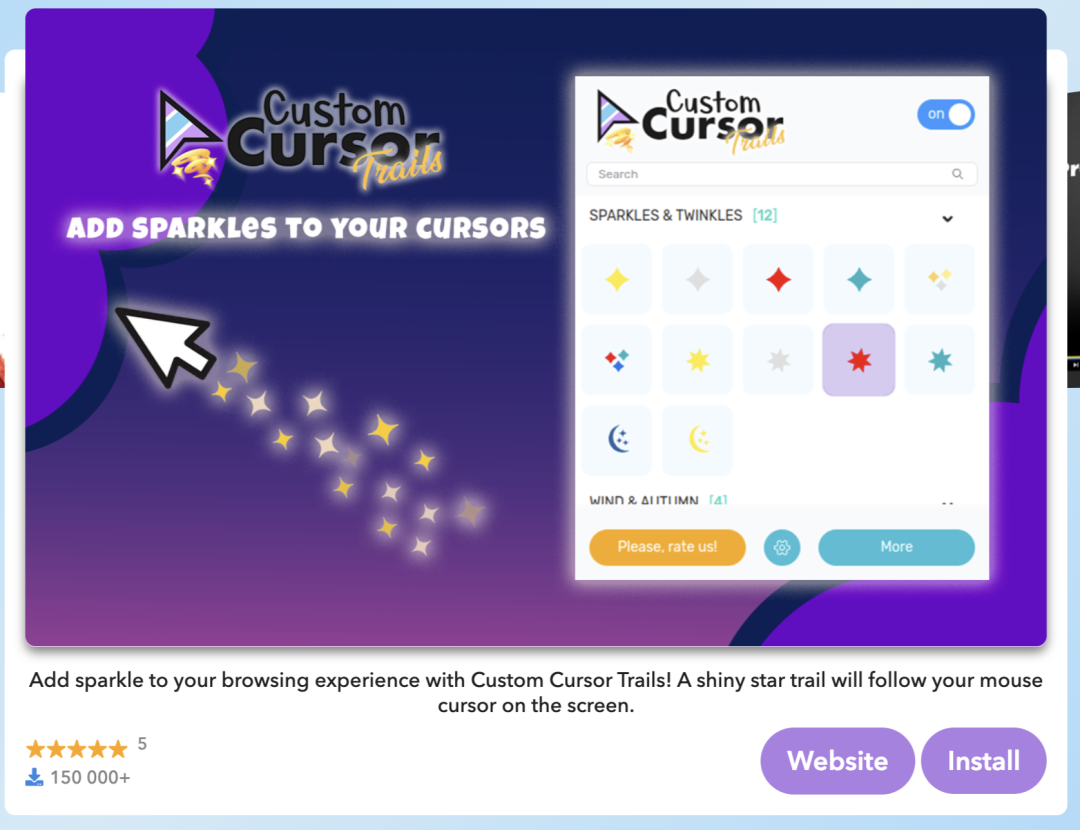 Custom
Cursor
Trails
ADD SPARKLES TO YOUR CURSORS
Custom
Cursor
Trails
on
Search
SPARKLES & TWINKLES [12]
WIND & AUTUMN [4]
Please, rate us!
More
Add sparkle to your browsing experience with Custom Cursor Trails! A shiny star trail will follow your mouse
cursor on the screen.
5
150 000+
Website
Install